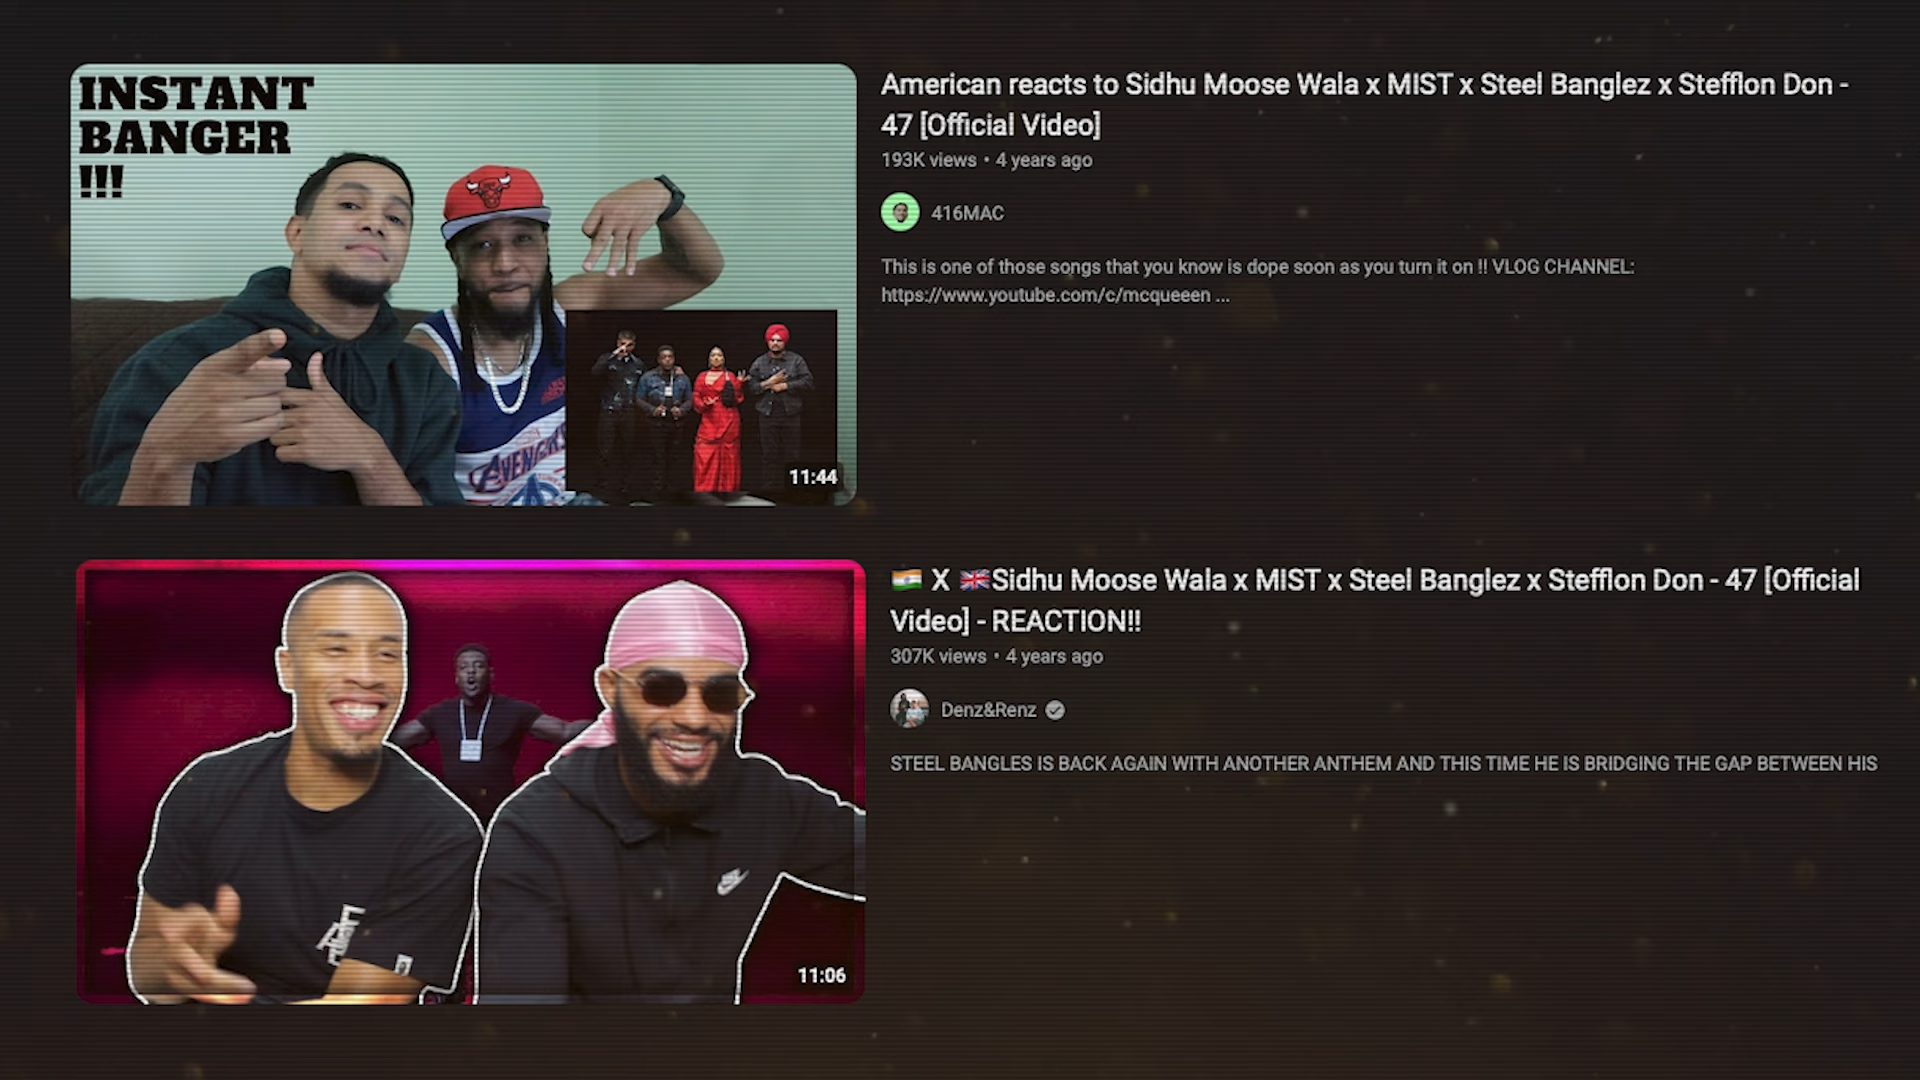 INSTANT
BANGER
!!!
11:44
American reacts to Sidhu Moose Wala x MIST x Steel Banglez x Stefflon Don -
47 [Official Video]
193K views • 4 years ago
416MAC
This is one of those songs that you know is dope soon as you turn it on !! VLOG CHANNEL:
https://www.youtube.com/c/mcqueeen ...
AVENGERS
11:06
🇮🇳 X 🇬🇧Sidhu Moose Wala x MIST x Steel Banglez x Stefflon Don - 47 [Official
Video] - REACTION!!
307K views • 4 years ago
Denz&Renz
STEEL BANGLES IS BACK AGAIN WITH ANOTHER ANTHEM AND THIS TIME HE IS BRIDGING THE GAP BETWEEN HIS